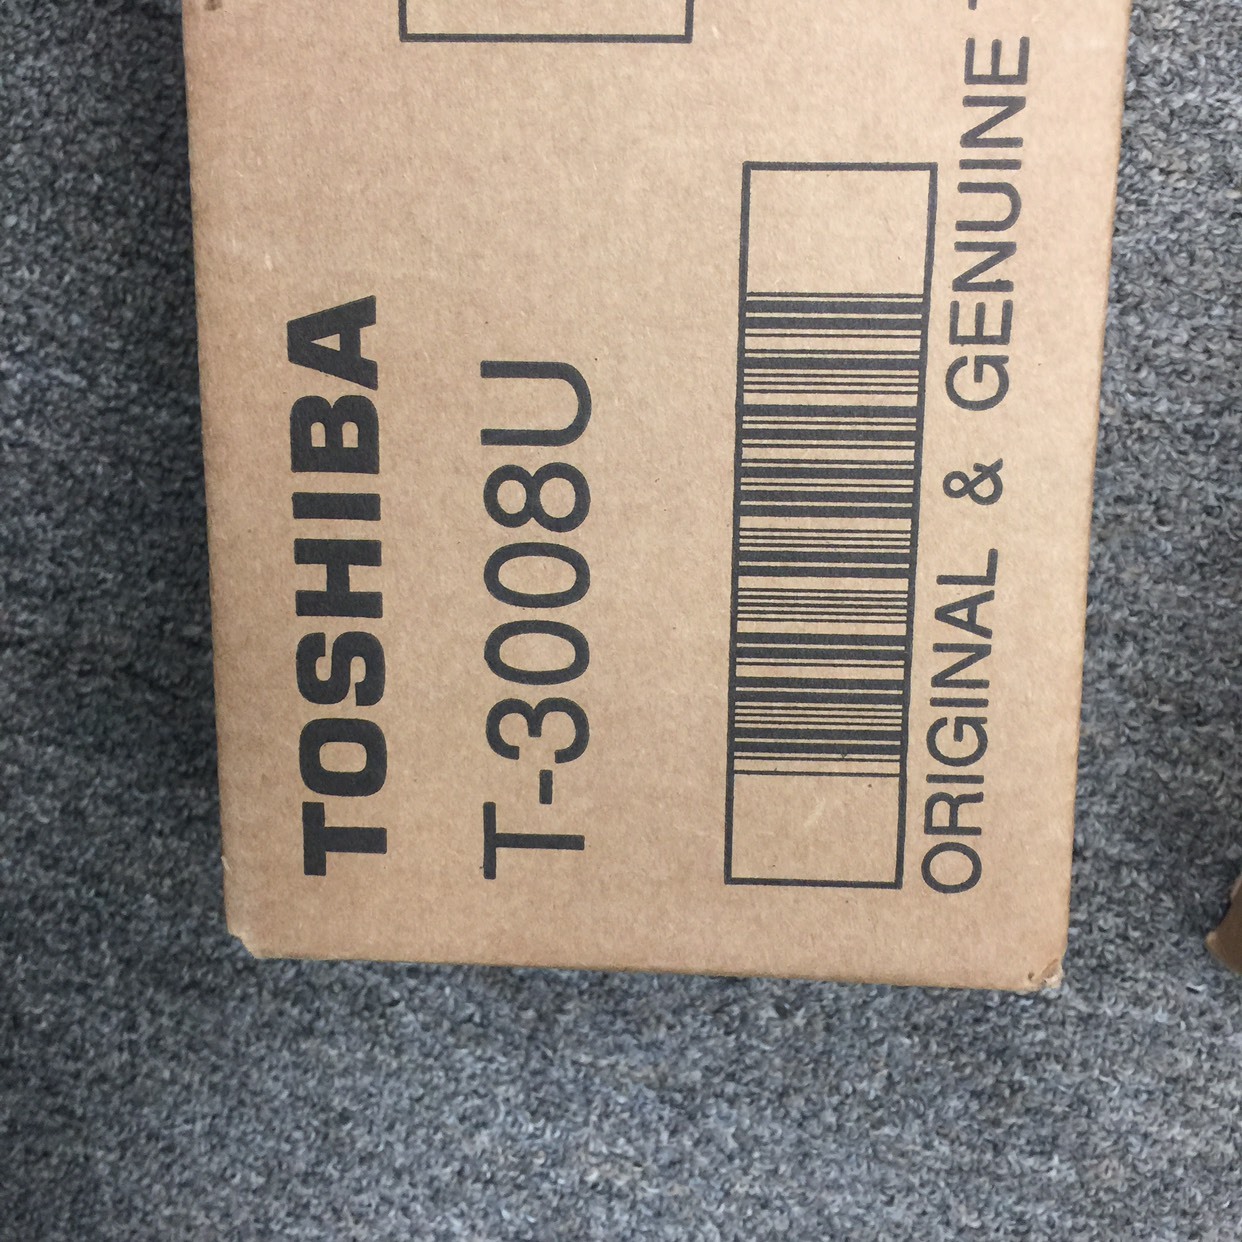 TOSHIBA
T-3008U
ORIGINAL & GENUINE